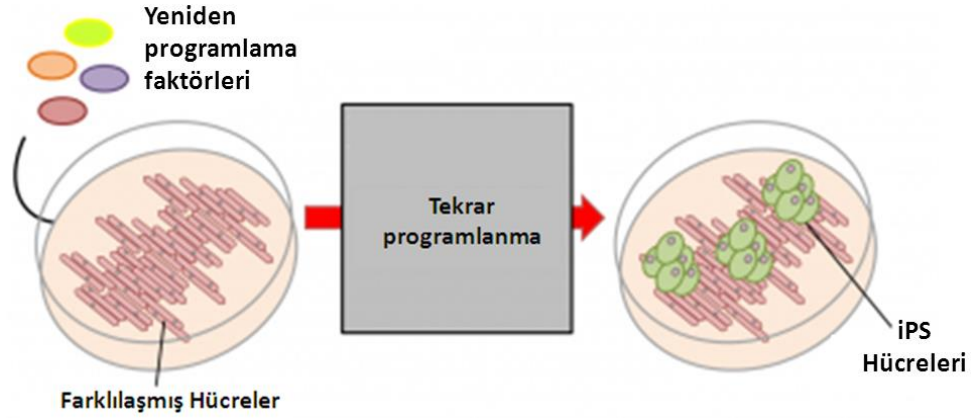 Yeniden
programlama
faktörleri
Tekrar
programlanma
Farklılaşmış Hücreler
iPS
Hücreleri